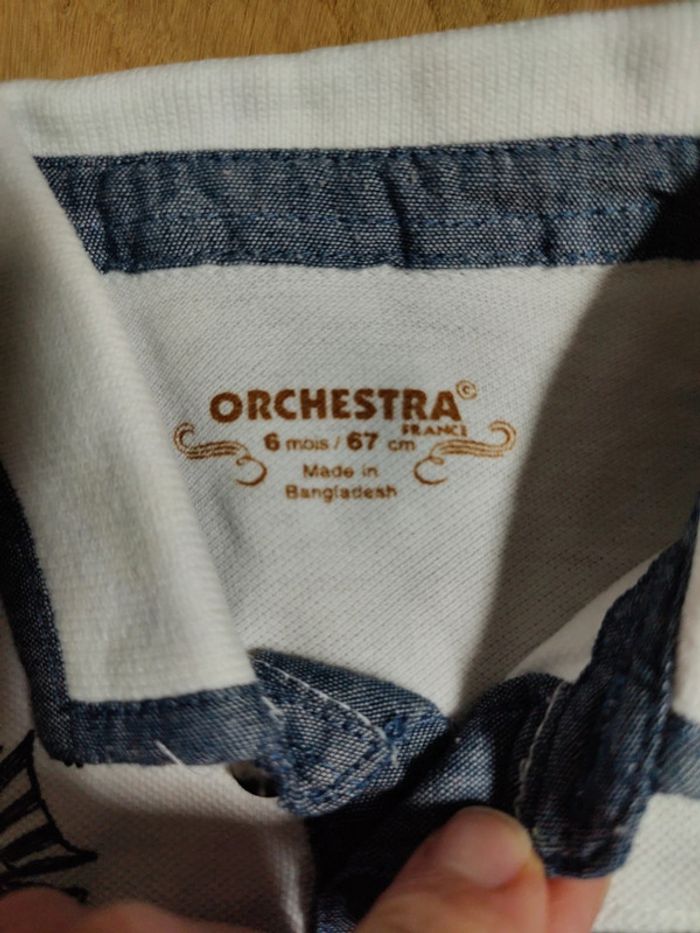 ORCHESTRA©
FRANCE
6 mois / 67 cm
Made in
Bangladesh